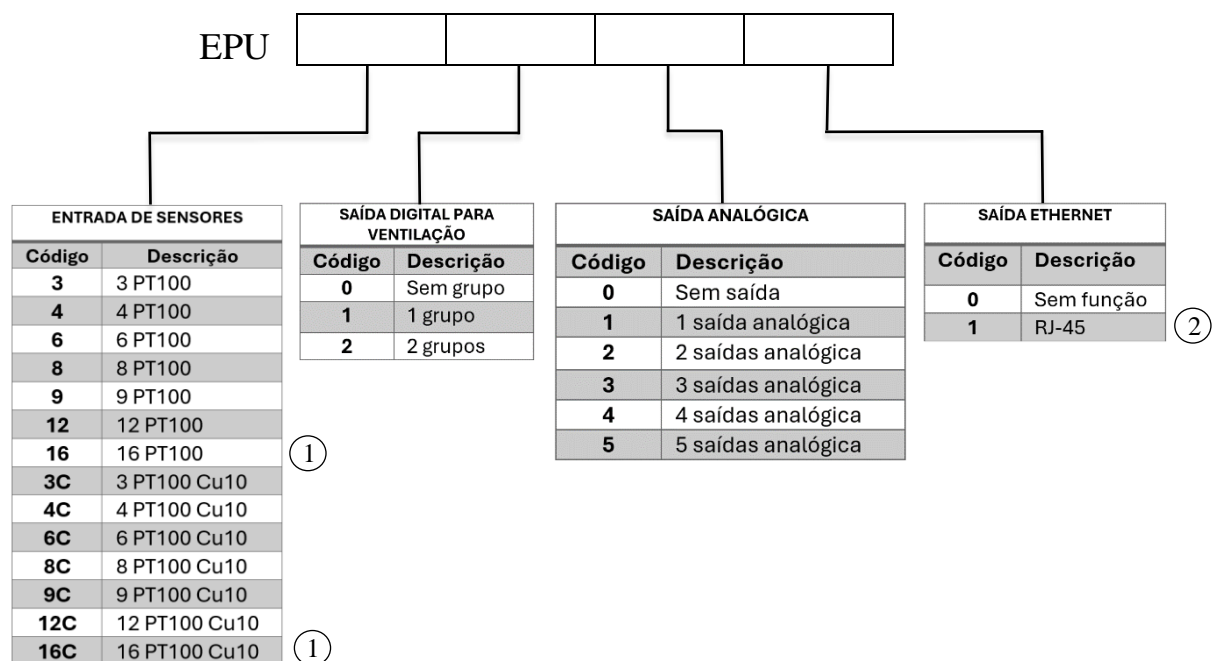 EPU
ENTRADA DE SENSORES
Código Descrição
3 3 PT100
4 4 PT100
6 6 PT100
8 8 PT100
9 9 PT100
12 12 PT100
16 16 PT100
1
3C 3 PT100 Cu10
4C 4 PT100 Cu10
6C 6 PT100 Cu10
8C 8 PT100 Cu10
9C 9 PT100 Cu10
12C 12 PT100 Cu10
16C 16 PT100 Cu10
1
SAÍDA DIGITAL PARA
VENTILAÇÃO
Código Descrição
0 Sem grupo
1 1 grupo
2 2 grupos
SAÍDA ANALÓGICA
Código Descrição
0 Sem saída
1 1 saída analógica
2 2 saídas analógica
3 3 saídas analógica
4 4 saídas analógica
5 5 saídas analógica
SAÍDA ETHERNET
Código Descrição
0 Sem função
1 RJ-45
2